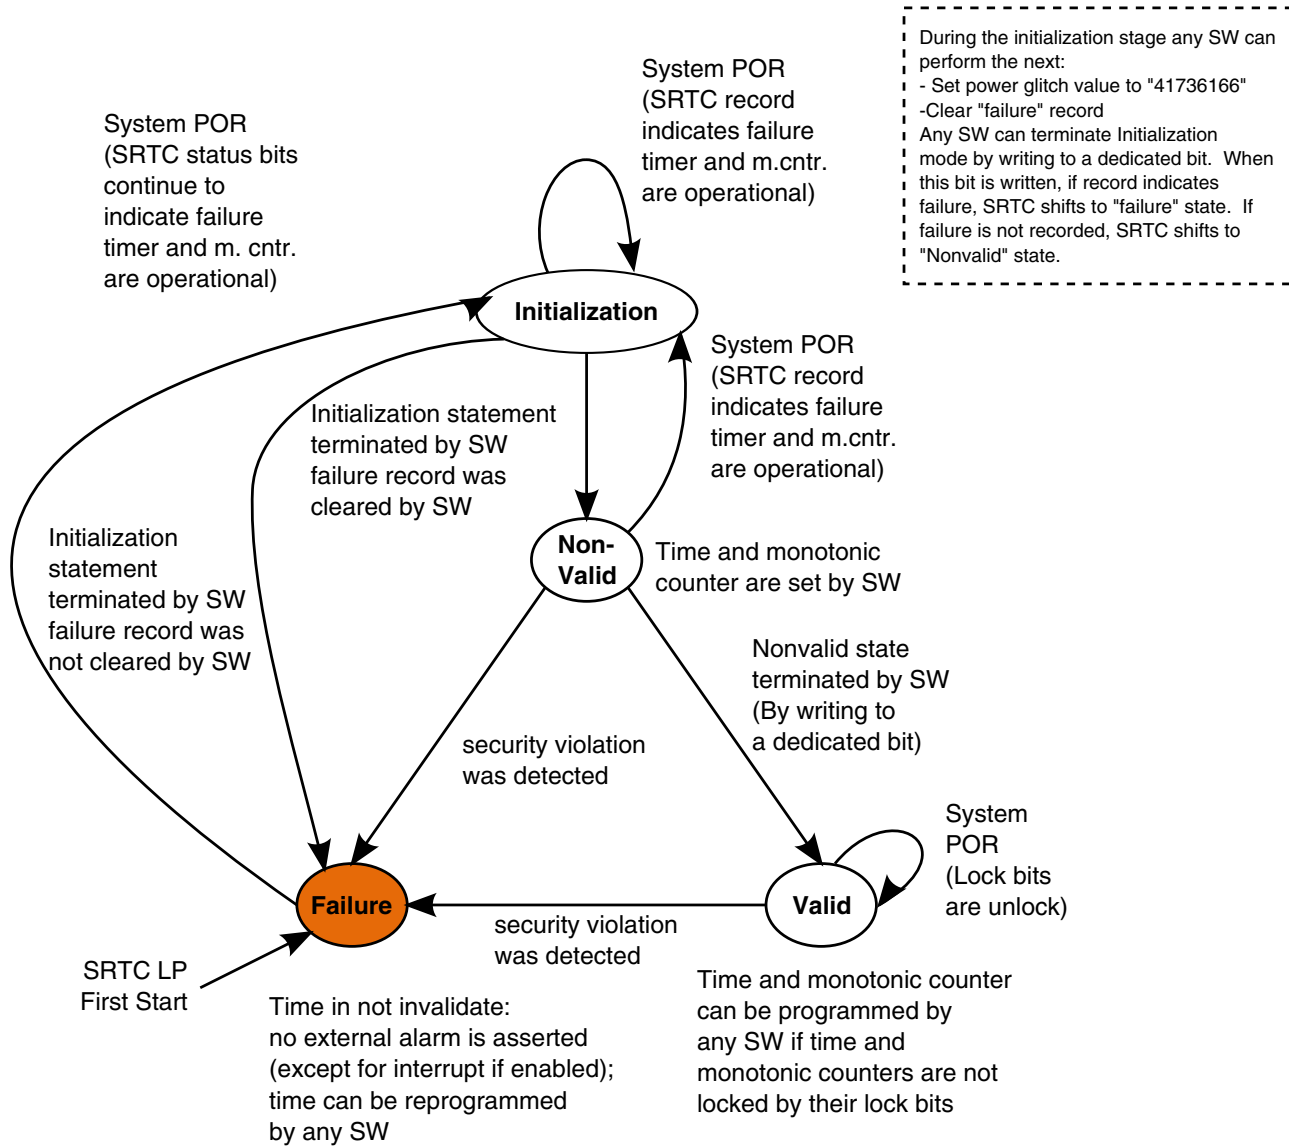 During the initialization stage any SW can
perform the next:
- Set power glitch value to "41736166"
-Clear "failure" record
Any SW can terminate Initialization
mode by writing to a dedicated bit.  When
this bit is written, if record indicates
failure, SRTC shifts to "failure" state.  If
failure is not recorded, SRTC shifts to
"Nonvalid" state.
System POR
(SRTC record
indicates failure
timer and m.cntr.
are operational)
System POR
(SRTC status bits
continue to
indicate failure
timer and m. cntr.
are operational)
Initialization
System POR
(SRTC record
indicates failure
timer and m.cntr.
are operational)
Initialization statement
terminated by SW
failure record was
cleared by SW
Initialization
statement
terminated by SW
failure record was
not cleared by SW
Non-
Valid
Time and monotonic
counter are set by SW
Nonvalid state
terminated by SW
(By writing to
a dedicated bit)
security violation
was detected
System
POR
(Lock bits
are unlock)
Failure
Valid
security violation
was detected
SRTC LP
First Start
Time in not invalidate:
no external alarm is asserted
(except for interrupt if enabled);
time can be reprogrammed
by any SW
Time and monotonic counter
can be programmed by
any SW if time and
monotonic counters are not
locked by their lock bits